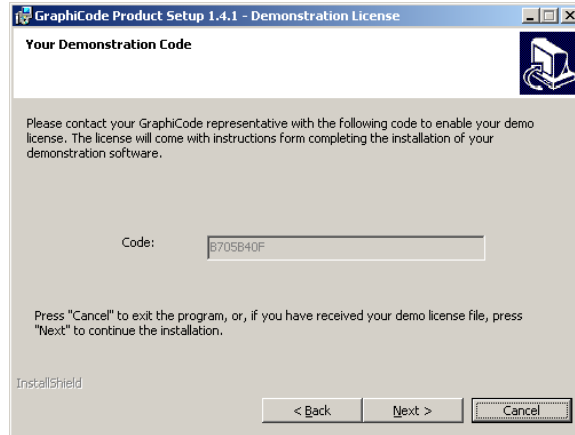 GraphiCode Product Setup 1.4.1 - Demonstration License
Your Demonstration Code
Please contact your GraphiCode representative with the following code to enable your demo
license. The license will come with instructions form completing the installation of your
demonstration software.
Code:
B705B40F
Press "Cancel" to exit the program, or, if you have received your demo license file, press
"Next" to continue the installation.
InstallShield
< Back
Next >
Cancel